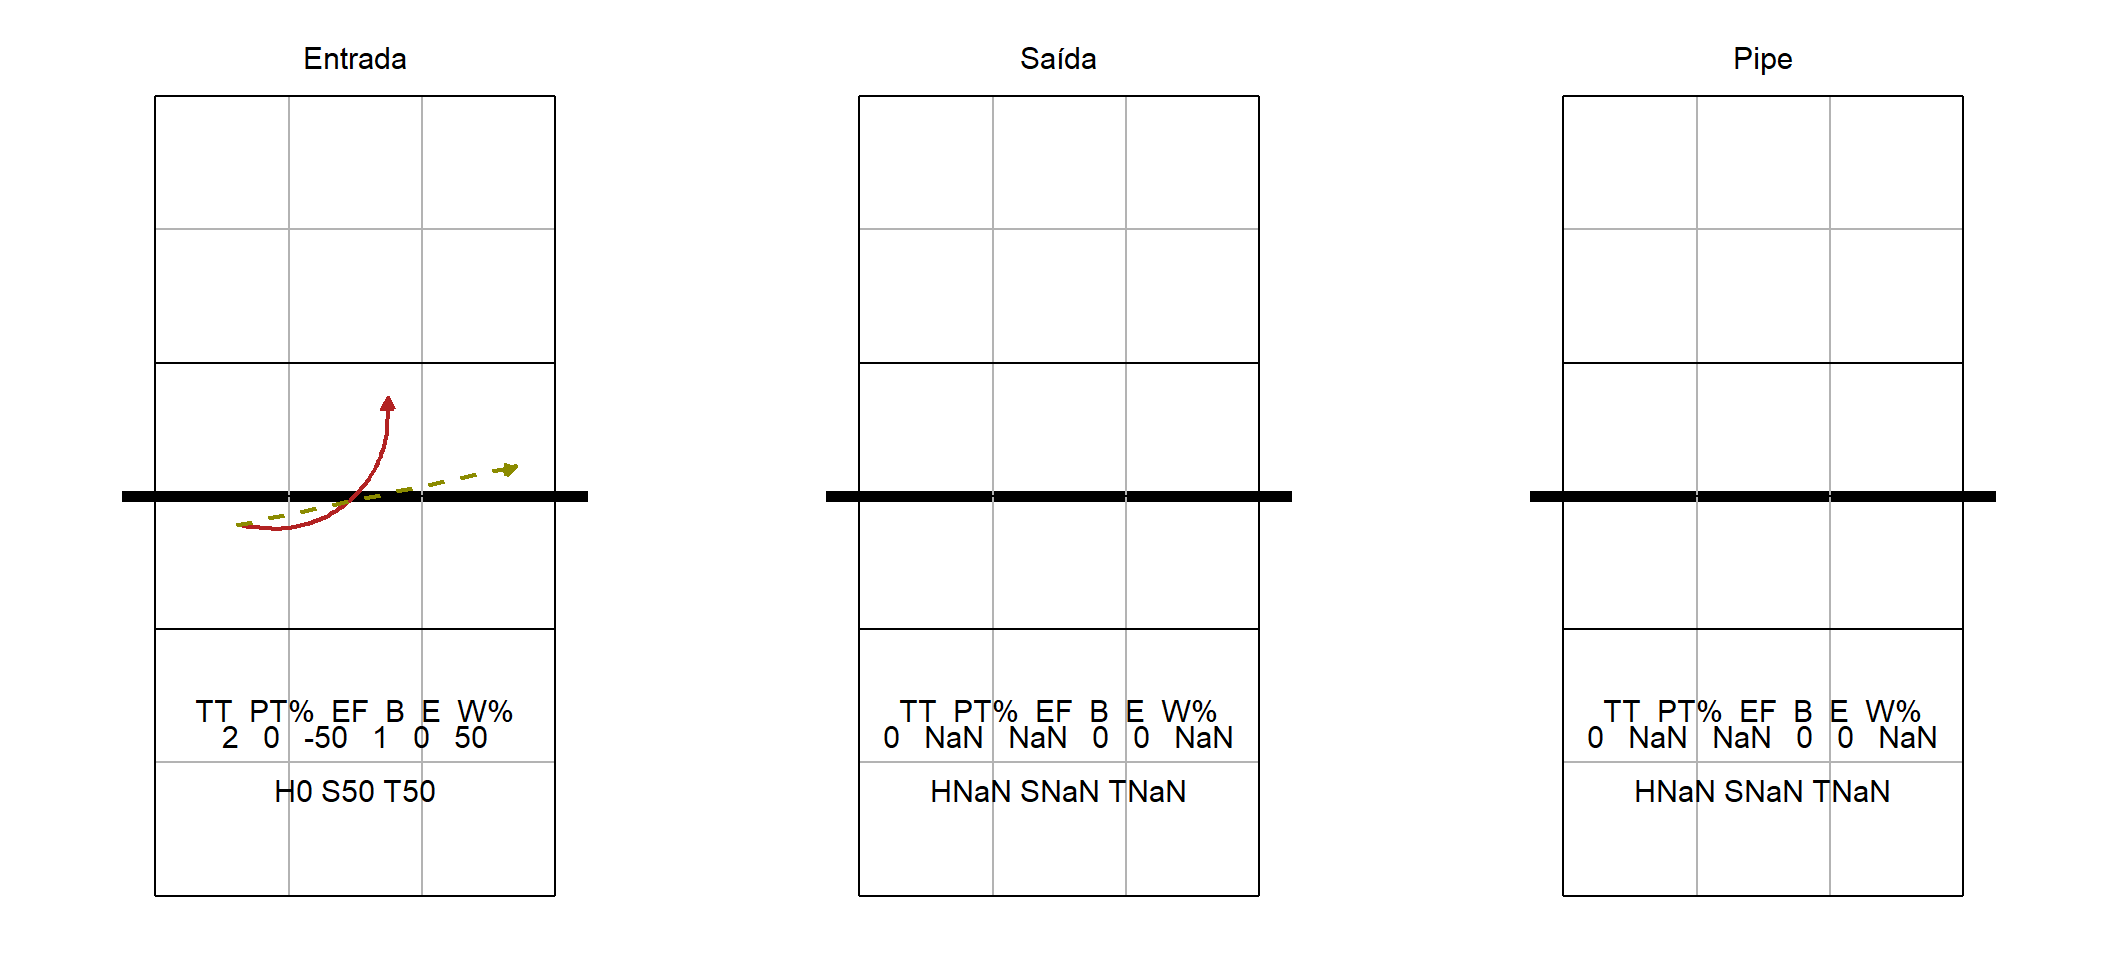 Entrada
TT PT% EF B E W%
2 0 -50 1 0 50
H0 S50 T50
Saída
TT PT% EF B E W%
0 NaN NaN 0 0 NaN
HNaN SNaN TNaN
Pipe
TT PT% EF B E W%
0 NaN NaN 0 0 NaN
HNaN SNaN TNaN